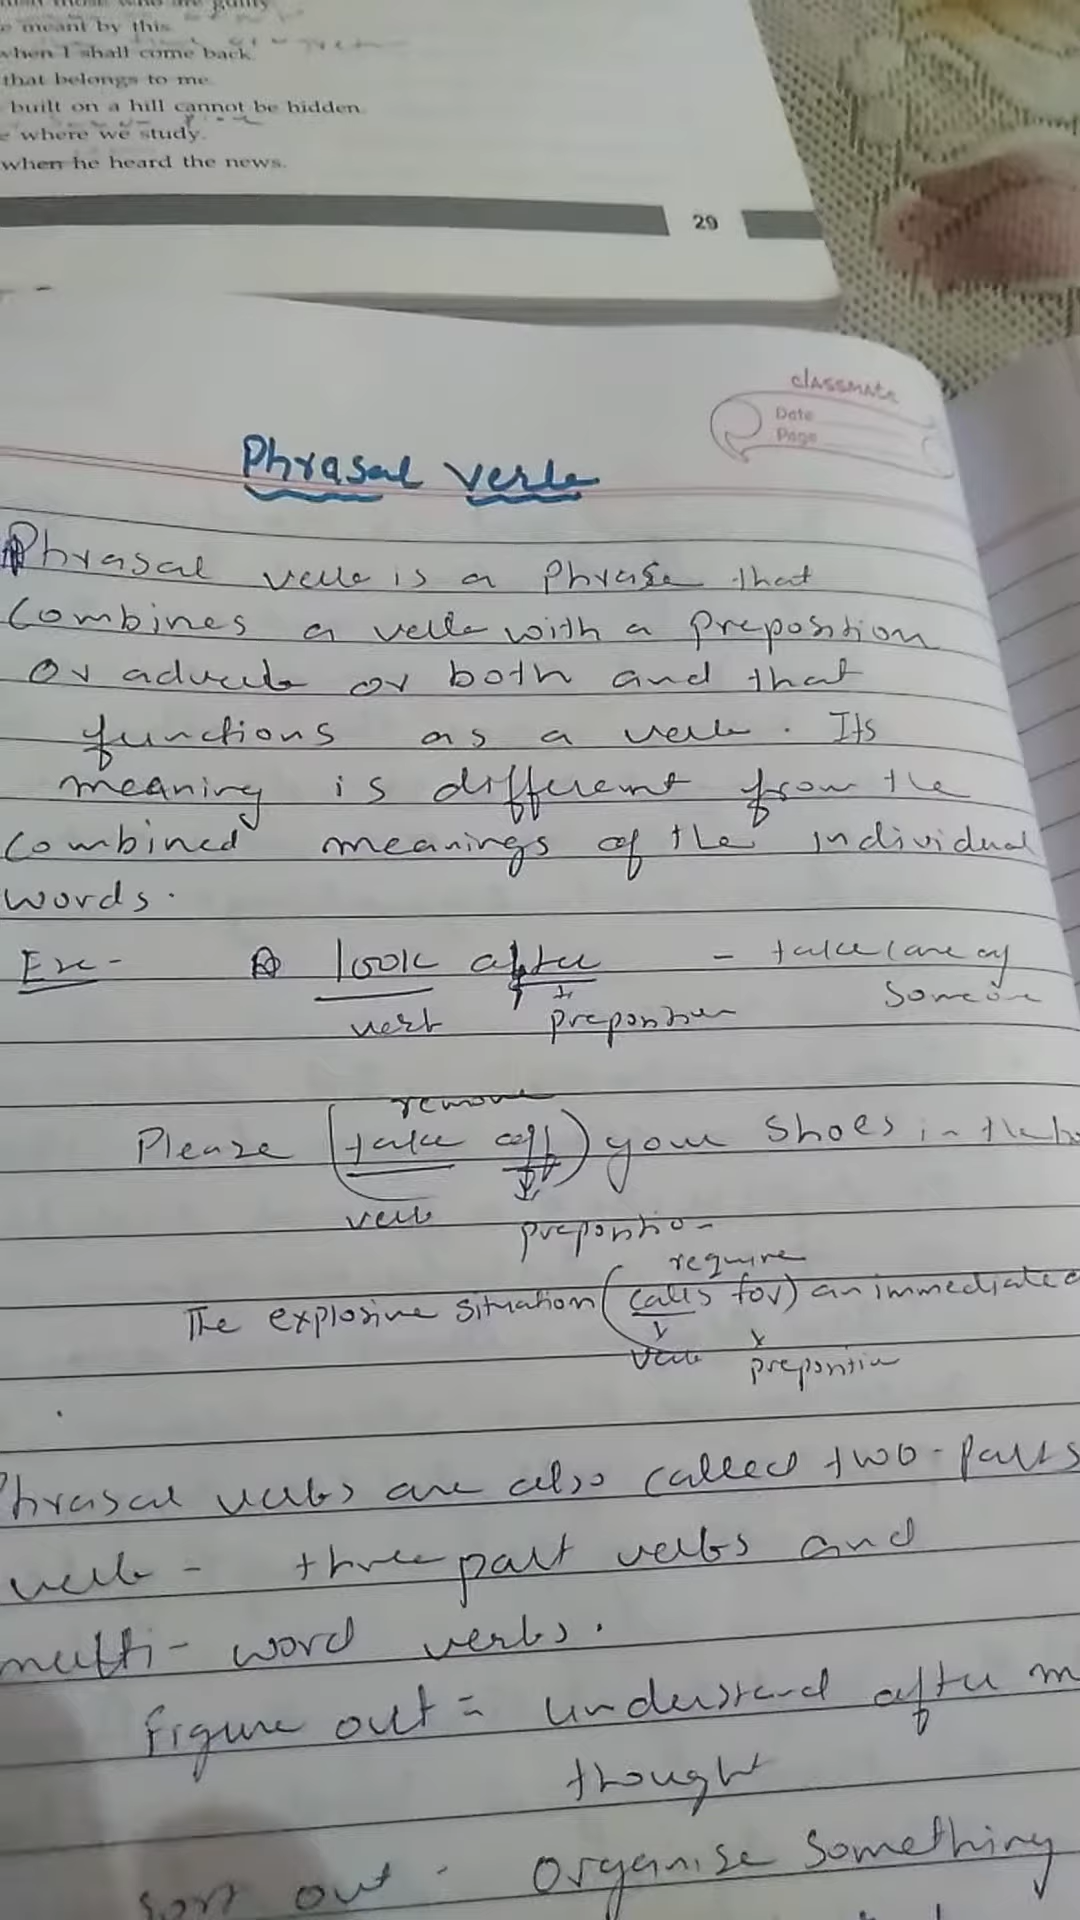 meant by this.
when I shall come back.
that belongs to me.
built on a hill cannot be hidden.
where we study.
when he heard the news.
29
classmate
Date
Page
Phrasal verb
Phrasal verb is a Phrase that
Combines a verb with a preposition
Or adverb or both and that
functions as a verb. Its
meaning is different from the
Combined meanings of the individual
words.
Ex- look after - take care of
someone
verb preposition
remove
Please (take off) your shoes in the
verb preposition
require
The explosive situation (calls for) an immediate
verb preposition
Phrasal verbs are also called two-parts
verb - three part verbs and
multi-word verbs.
Figure out = understand after
thought
Sort out - Organise something